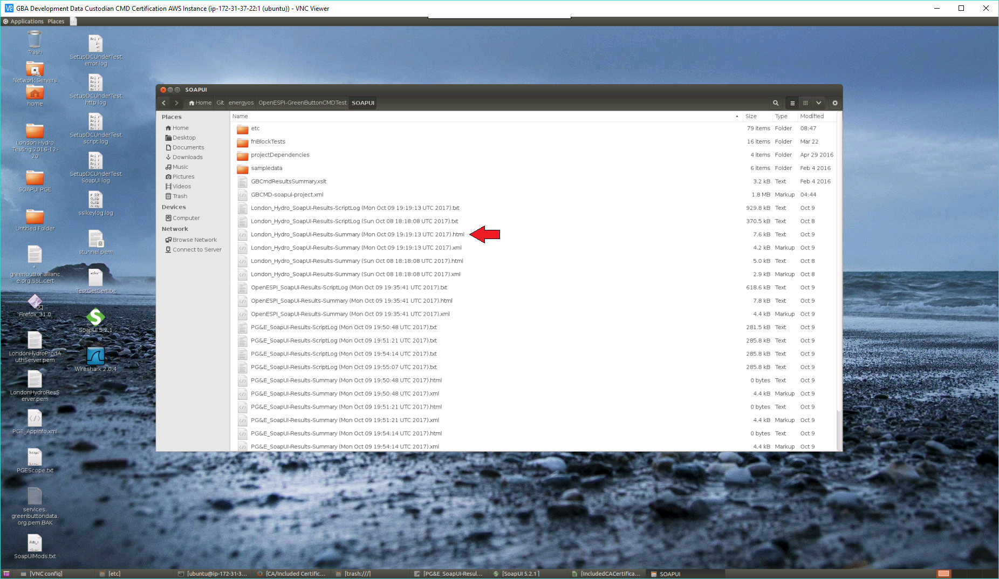 GBA Development Data Custodian CMD Certification AWS Instance (ip-172-31-37-22:1 (ubuntu)) - VNC Viewer
Applications Places
Trash
Network Servers
home
London Hydro
Testing 2016-12-
20
SOAPUI PGE
Untitled Folder
*.
greenbuttonallianc
e.org.SSL.cert
Firefox_31.0
LondonHydroProdA
uthServer.pem
LondonHydroResS
erver.pem
PGE_AppInfo.xml
PGEScope.txt
services.
greenbuttondata.
org.pem.BAK
SoapUIMods.txt
SetupDCUnderTest
error.log
SetupDCUnderTest
http.log
SetupDCUnderTest
script.log
SetupDCUnderTest
SoapUI.log
sslkeylog.log
stunnel.pem
TestGetCert.txt
SoapUI 5.2.1
Wireshark 2.0.4
SOAPUI
Home Git energyos OpenESPI-GreenButtonCMDTest SOAPUI
Places
Home
Desktop
Documents
Downloads
Music
Pictures
Videos
Trash
Devices
Computer
Network
Browse Network
Connect to Server
Name Size Type Modified
etc 79 items Folder 08:47
fnBlockTests 16 items Folder Mar 22
projectDependencies 4 items Folder Apr 29 2016
sampledata 6 items Folder Feb 4 2016
GBCmdResultsSummary.xslt 3.2 kB Text Feb 4 2016
GBCMD-soapui-project.xml 1.8 MB Markup 04:44
London_Hydro_SoapUI-Results-ScriptLog (Mon Oct 09 19:19:13 UTC 2017).txt 929.8 kB Text Oct 9
London_Hydro_SoapUI-Results-ScriptLog (Sun Oct 08 18:18:08 UTC 2017).txt 370.5 kB Text Oct 8
London_Hydro_SoapUI-Results-Summary (Mon Oct 09 19:19:13 UTC 2017).html 7.6 kB Text Oct 9
London_Hydro_SoapUI-Results-Summary (Mon Oct 09 19:19:13 UTC 2017).xml 4.2 kB Markup Oct 9
London_Hydro_SoapUI-Results-Summary (Sun Oct 08 18:18:08 UTC 2017).html 5.0 kB Text Oct 8
London_Hydro_SoapUI-Results-Summary (Sun Oct 08 18:18:08 UTC 2017).xml 2.9 kB Markup Oct 8
OpenESPI_SoapUI-Results-ScriptLog (Mon Oct 09 19:35:41 UTC 2017).txt 618.6 kB Text Oct 9
OpenESPI_SoapUI-Results-Summary (Mon Oct 09 19:35:41 UTC 2017).html 7.8 kB Text Oct 9
OpenESPI_SoapUI-Results-Summary (Mon Oct 09 19:35:41 UTC 2017).xml 4.4 kB Markup Oct 9
PG&E_SoapUI-Results-ScriptLog (Mon Oct 09 19:50:48 UTC 2017).txt 281.5 kB Text Oct 9
PG&E_SoapUI-Results-ScriptLog (Mon Oct 09 19:51:21 UTC 2017).txt 285.8 kB Text Oct 9
PG&E_SoapUI-Results-ScriptLog (Mon Oct 09 19:54:14 UTC 2017).txt 285.8 kB Text Oct 9
PG&E_SoapUI-Results-ScriptLog (Mon Oct 09 19:55:07 UTC 2017).txt 285.8 kB Text Oct 9
PG&E_SoapUI-Results-Summary (Mon Oct 09 19:50:48 UTC 2017).html 0 bytes Text Oct 9
PG&E_SoapUI-Results-Summary (Mon Oct 09 19:50:48 UTC 2017).xml 4.4 kB Markup Oct 9
PG&E_SoapUI-Results-Summary (Mon Oct 09 19:51:21 UTC 2017).html 0 bytes Text Oct 9
PG&E_SoapUI-Results-Summary (Mon Oct 09 19:51:21 UTC 2017).xml 4.4 kB Markup Oct 9
PG&E_SoapUI-Results-Summary (Mon Oct 09 19:54:14 UTC 2017).html 0 bytes Text Oct 9
PG&E_SoapUI-Results-Summary (Mon Oct 09 19:54:14 UTC 2017).xml 4.4 kB Markup Oct 9
[VNC config] [etc] [ubuntu@ip-172-31-3... [CA/Included Certific... [trash:///] [PG&E_SoapUI-Resul... [SoapUI 5.2.1] [IncludedCACertifica... SOAPUI